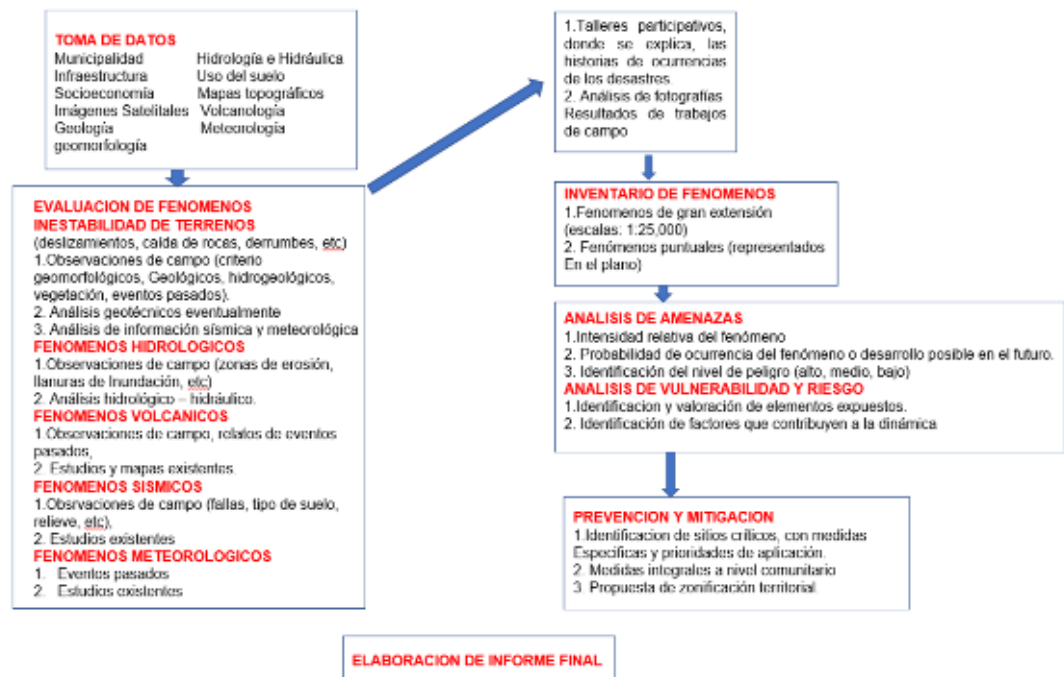 TOMA DE DATOS
Municipalidad Hidrología e Hidráulica
Infraestructura Uso del suelo
Socioeconomía Mapas topográficos
Imágenes Satelitales Volcanología
Geología Meteorología
geomorfología
EVALUACION DE FENOMENOS
INESTABILIDAD DE TERRENOS
(deslizamientos, caída de rocas, derrumbes, etc)
1.Observaciones de campo (criterio
geomorfológicos, Geológicos, hidrogeológicos,
vegetación, eventos pasados).
2. Análisis geotécnicos eventualmente
3. Análisis de información sísmica y meteorológica
FENOMENOS HIDROLOGICOS
1.Observaciones de campo (zonas de erosión,
llanuras de Inundación, etc)
2. Análisis hidrológico – hidráulico.
FENOMENOS VOLCANICOS
1.Observaciones de campo, relatos de eventos
pasados,
2. Estudios y mapas existentes
FENOMENOS SISMICOS
1.Obsrvaciones de campo (fallas, tipo de suelo,
relieve, etc),
2. Estudios existentes
FENOMENOS METEOROLOGICOS
1. Eventos pasados
2. Estudios existentes
1.Talleres participativos,
donde se explica, las
historias de ocurrencias
de los desastres.
2. Análisis de fotografías
Resultados de trabajos
de campo
INVENTARIO DE FENOMENOS
1.Fenomenos de gran extensión
(escalas: 1:25,000)
2. Fenómenos puntuales (representados
En el plano)
ANALISIS DE AMENAZAS
1.Intensidad relativa del fenómeno
2. Probabilidad de ocurrencia del fenómeno o desarrollo posible en el futuro.
3. Identificación del nivel de peligro (alto, medio, bajo)
ANALISIS DE VULNERABILIDAD Y RIESGO
1.Identificacion y valoración de elementos expuestos.
2. Identificación de factores que contribuyen a la dinámica
PREVENCION Y MITIGACION
1.Identificacion de sitios críticos, con medidas
Especificas y prioridades de aplicación.
2. Medidas integrales a nivel comunitario
3. Propuesta de zonificación territorial.
ELABORACION DE INFORME FINAL